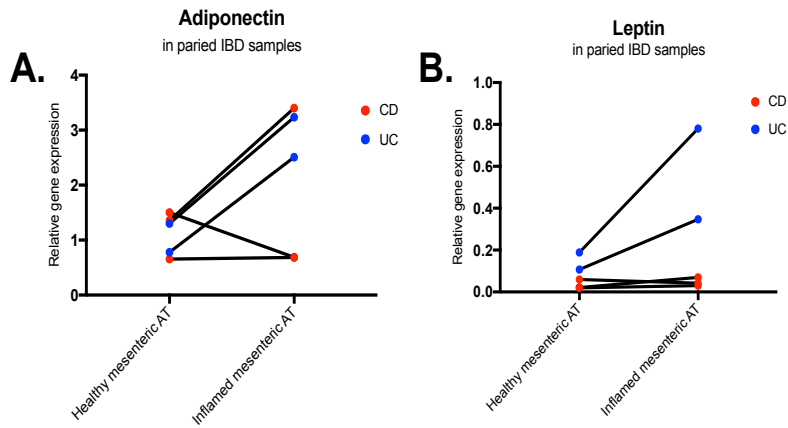 Adiponectin
in paried IBD samples
A.
4
3
2
1
0
Relative gene expression
CD
UC
Healthy mesenteric AT
Inflamed mesenteric AT
Leptin
in paried IBD samples
B.
1.0
0.8
0.6
0.4
0.2
0.0
Relative gene expression
CD
UC
Healthy mesenteric AT
Inflamed mesenteric AT